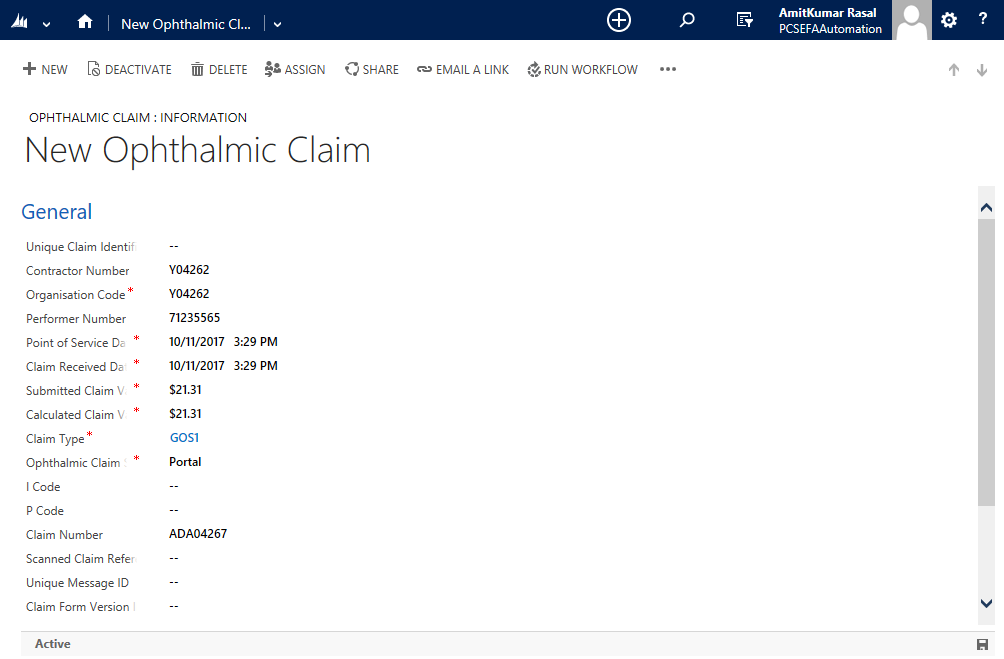 New Ophthalmic Cl...
AmitKumar Rasal
PCSEFAAutomation
?
NEW DEACTIVATE DELETE ASSIGN SHARE EMAIL A LINK RUN WORKFLOW •••
OPHTHALMIC CLAIM : INFORMATION
New Ophthalmic Claim
General
Unique Claim Identif --
Contractor Number Y04262
Organisation Code* Y04262
Performer Number 71235565
Point of Service Da * 10/11/2017 3:29 PM
Claim Received Da * 10/11/2017 3:29 PM
Submitted Claim V * $21.31
Calculated Claim V * $21.31
Claim Type* GOS1
Ophthalmic Claim * Portal
I Code --
P Code --
Claim Number ADA04267
Scanned Claim Refer --
Unique Message ID --
Claim Form Version --
Active